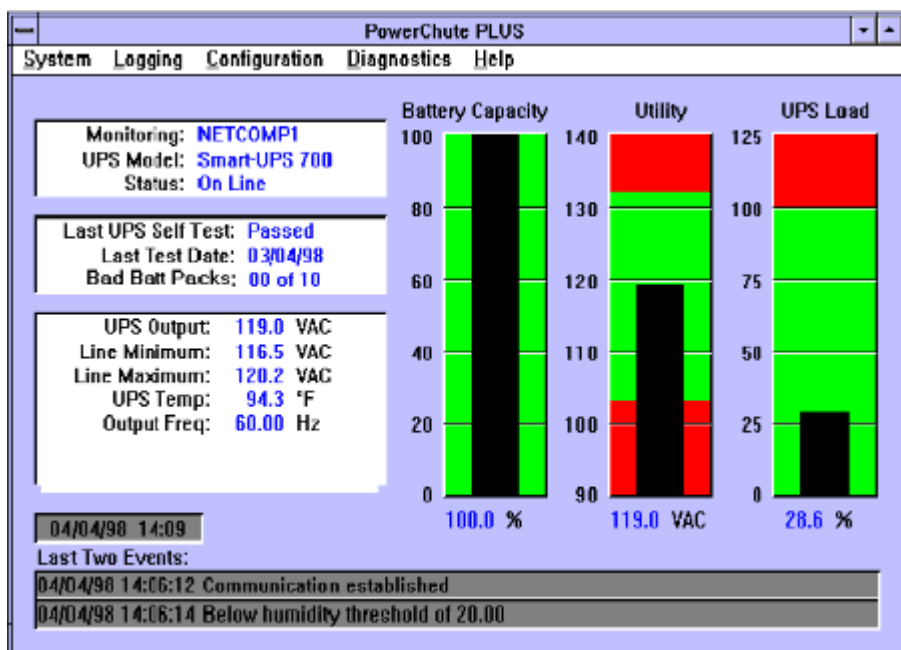 PowerChute PLUS
System Logging Configuration Diagnostics Help
Monitoring: NETCOMP1
UPS Model: Smart-UPS 700
Status: On Line
Last UPS Self Test: Passed
Last Test Date: 03/04/98
Bad Batt Packs: 00 of 10
UPS Output: 119.0 VAC
Line Minimum: 116.5 VAC
Line Maximum: 120.2 VAC
UPS Temp: 94.3 °F
Output Freq: 60.00 Hz
Battery Capacity
100
80
60
40
20
0
100.0 %
Utility
140
130
120
110
100
90
119.0 VAC
UPS Load
125
100
75
50
25
0
28.6 %
04/04/98 14:09
Last Two Events:
04/04/98 14:06:12 Communication established
04/04/98 14:06:14 Below humidity threshold of 20.00